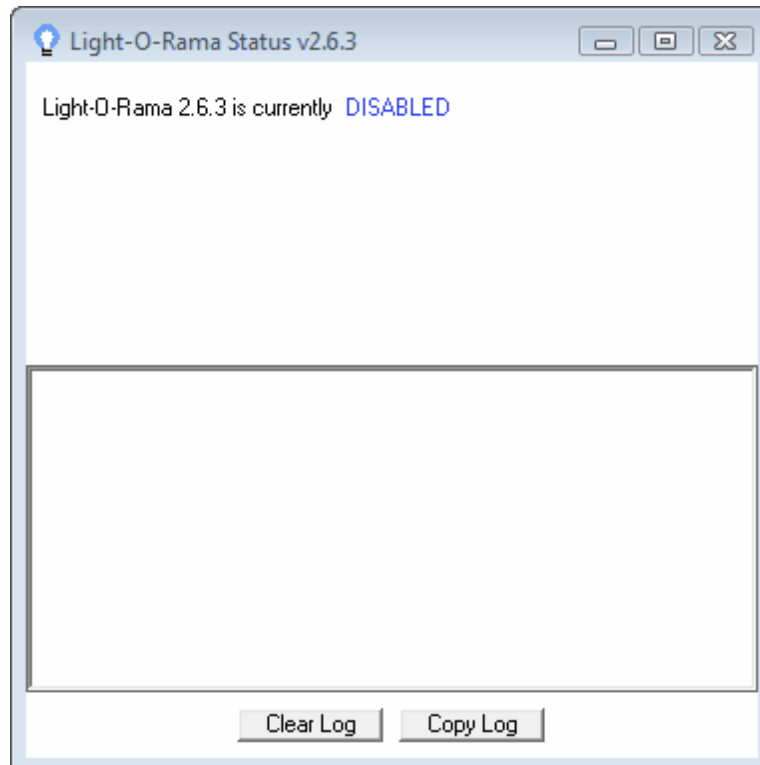 Light-O-Rama Status v2.6.3
Light-O-Rama 2.6.3 is currently DISABLED
Clear Log Copy Log